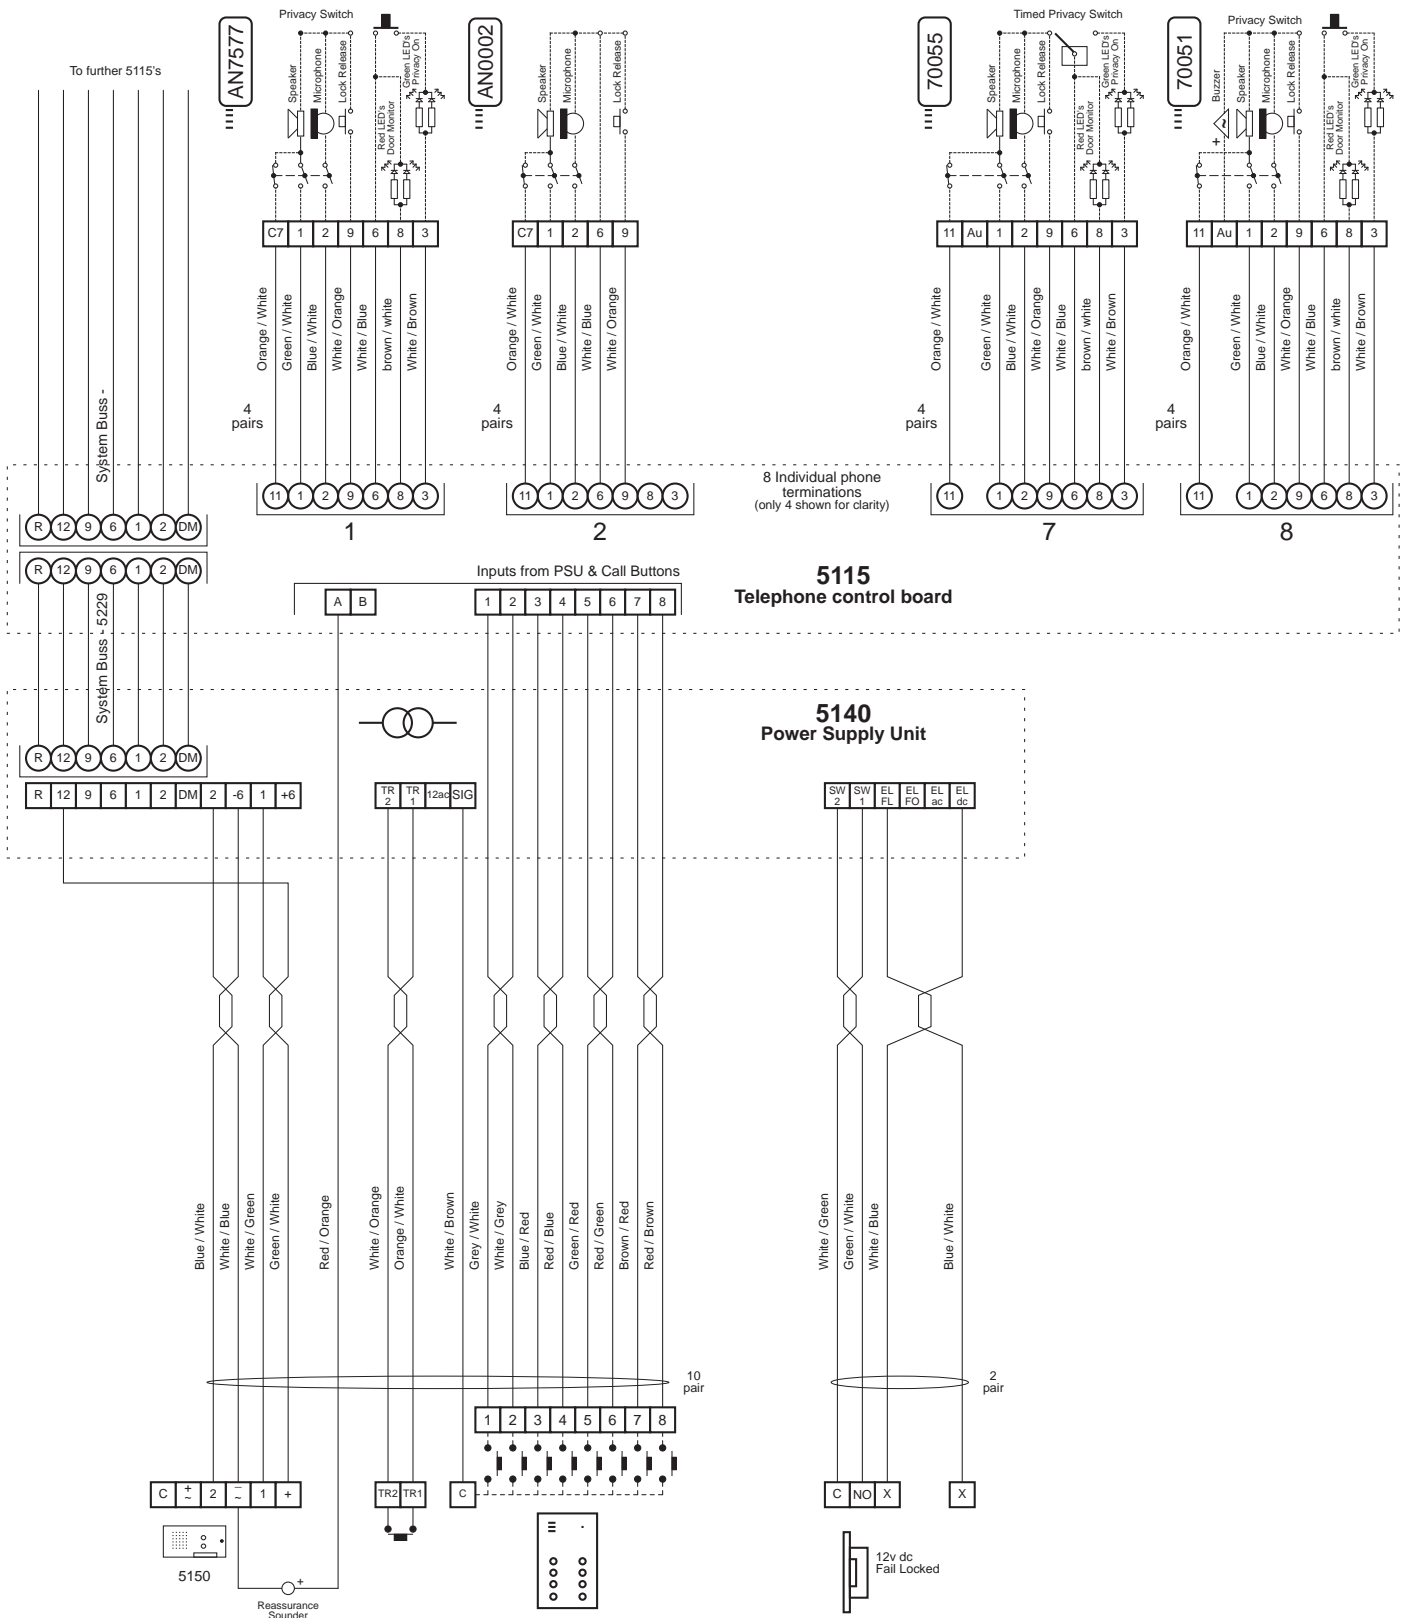 To further 5115's
AN7577
Privacy Switch
Speaker
Microphone
Lock Release
Red LED's
Door Monitor
Green LED's
Privacy On
AN0002
Speaker
Microphone
Lock Release
70055
Timed Privacy Switch
Speaker
Microphone
Lock Release
Red LED's
Door Monitor
Green LED's
Privacy On
70051
Privacy Switch
Buzzer
+
Speaker
Microphone
Lock Release
Red LED's
Door Monitor
Green LED's
Privacy On
C7 1 2 9 6 8 3
C7 1 2 6 9
11 Au 1 2 9 6 8 3
11 Au 1 2 9 6 8 3
Orange / White
Green / White
Blue / White
White / Orange
White / Blue
brown / white
White / Brown
Orange / White
Green / White
Blue / White
White / Blue
White / Orange
Orange / White
Green / White
Blue / White
White / Orange
White / Blue
brown / white
White / Brown
Orange / White
Green / White
Blue / White
White / Orange
White / Blue
brown / white
White / Brown
4
pairs
4
pairs
4
pairs
4
pairs
System Buss -
11 1 2 9 6 8 3
11 1 2 6 9 8 3
8 Individual phone
terminations
(only 4 shown for clarity)
11 1 2 9 6 8 3
11 1 2 9 6 8 3
1
2
7
8
R 12 9 6 1 2 DM
R 12 9 6 1 2 DM
Inputs from PSU & Call Buttons
5115
Telephone control board
A B
1 2 3 4 5 6 7 8
System Buss - 5229
5140
Power Supply Unit
R 12 9 6 1 2 DM
R 12 9 6 1 2 DM 2 -6 1 +6
TR 2
TR 1
12ac
SIG
SW 2
SW 1
EL FL
EL FO
EL ac
EL dc
Blue / White
White / Blue
White / Green
Green / White
Red / Orange
White / Orange
Orange / White
White / Brown
Grey / White
White / Grey
Blue / Red
Red / Blue
Green / Red
Red / Green
Brown / Red
Red / Brown
White / Green
Green / White
White / Blue
Blue / White
10
pair
2
pair
1 2 3 4 5 6 7 8
C + ~ 2 – ~ 1 +
TR2 TR1
C
C NO X
X
5150
+
Reassurance
Sounder
12v dc
Fail Locked